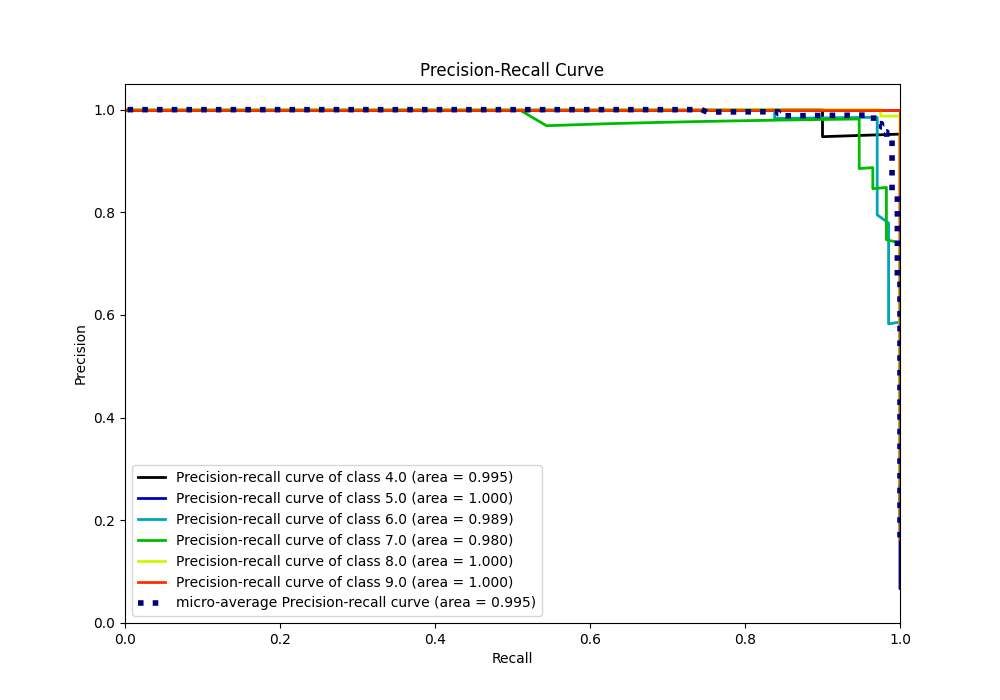 Precision-Recall Curve
1.0
0.8
0.6
0.4
0.2
0.0
Precision
Precision-recall curve of class 4.0 (area = 0.995)
Precision-recall curve of class 5.0 (area = 1.000)
Precision-recall curve of class 6.0 (area = 0.989)
Precision-recall curve of class 7.0 (area = 0.980)
Precision-recall curve of class 8.0 (area = 1.000)
Precision-recall curve of class 9.0 (area = 1.000)
micro-average Precision-recall curve (area = 0.995)
0.0 0.2 0.4 0.6 0.8 1.0
Recall